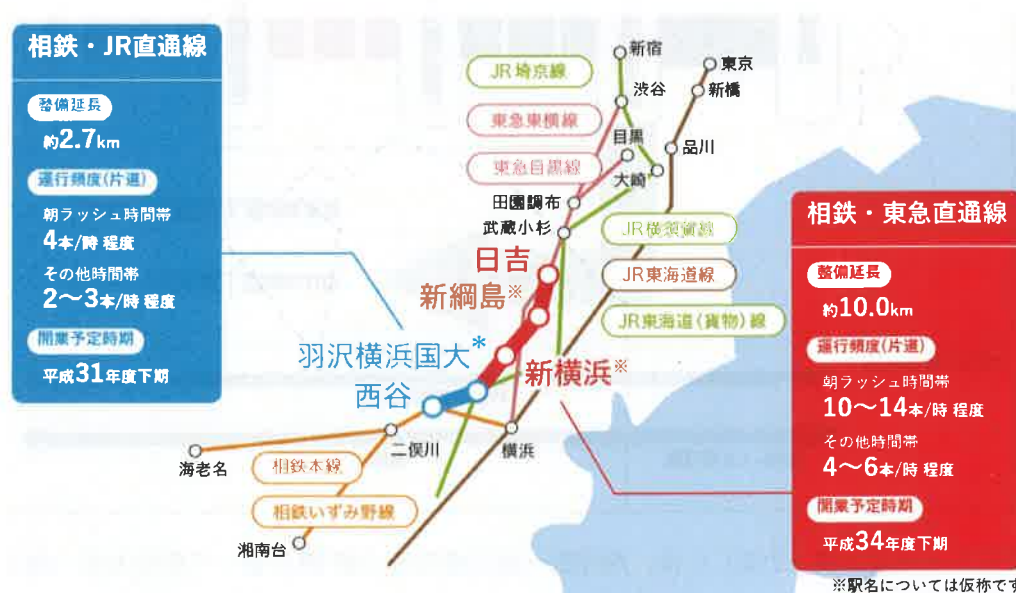 相鉄・JR直通線
整備延長
約2.7km
運行頻度(片道)
朝ラッシュ時間帯
4本/時 程度
その他時間帯
2〜3本/時 程度
開業予定時期
平成31年度下期
JR埼京線
東急東横線
東急目黒線
新宿
渋谷
目黒
大崎
東京
新橋
品川
田園調布
武蔵小杉
JR横須賀線
JR東海道線
JR東海道(貨物)線
日吉
新綱島※
新横浜※
羽沢横浜国大*
西谷
二俣川
横浜
海老名
相鉄本線
相鉄いずみ野線
湘南台
相鉄・東急直通線
整備延長
約10.0km
運行頻度(片道)
朝ラッシュ時間帯
10〜14本/時 程度
その他時間帯
4〜6本/時 程度
開業予定時期
平成34年度下期
※駅名については仮称です